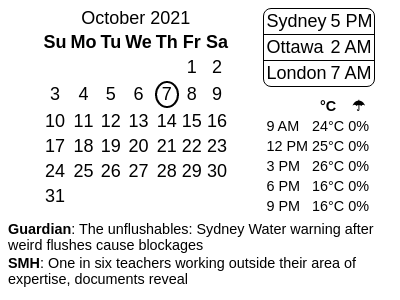 October 2021
Su Mo Tu We Th Fr Sa
1 2
3 4 5 6 7 8 9
10 11 12 13 14 15 16
17 18 19 20 21 22 23
24 25 26 27 28 29 30
31
Sydney 5 PM
Ottawa 2 AM
London 7 AM
°C ☂
9 AM 24°C 0%
12 PM 25°C 0%
3 PM 26°C 0%
6 PM 16°C 0%
9 PM 16°C 0%
Guardian: The unflushables: Sydney Water warning after
weird flushes cause blockages
SMH: One in six teachers working outside their area of
expertise, documents reveal